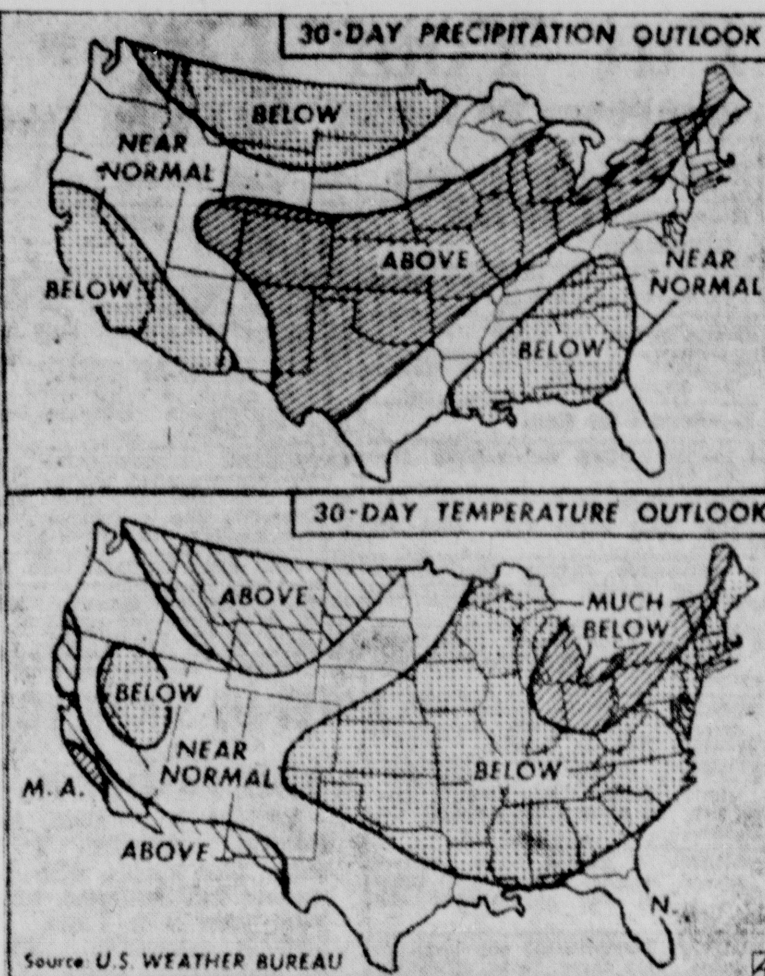 30-DAY PRECIPITATION OUTLOOK
BELOW
NEAR
NORMAL
ABOVE
NEAR
NORMAL
BELOW
BELOW
30-DAY TEMPERATURE OUTLOOK
ABOVE
MUCH
BELOW
BELOW
NEAR
NORMAL
BELOW
M. A.
ABOVE
N
Source: U.S. WEATHER BUREAU